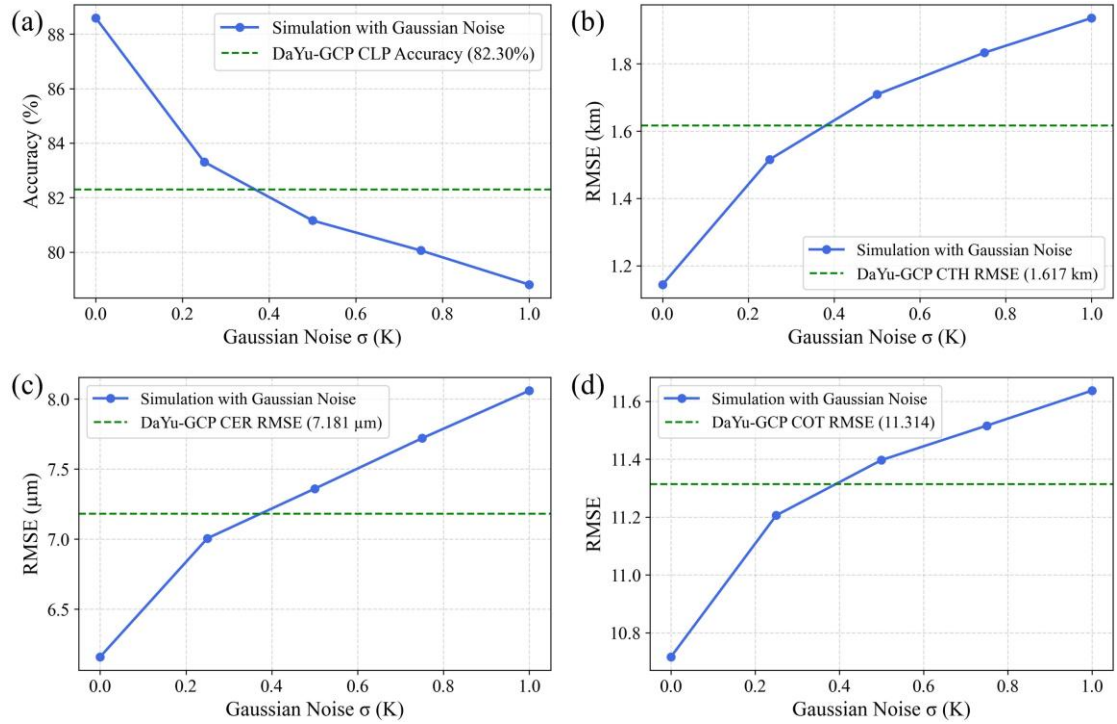 (a)
Simulation with Gaussian Noise
DaYu-GCP CLP Accuracy (82.30%)
Accuracy (%)
88
86
84
82
80
0.0 0.2 0.4 0.6 0.8 1.0
Gaussian Noise σ (K)
(b)
RMSE (km)
1.8
1.6
1.4
1.2
Simulation with Gaussian Noise
DaYu-GCP CTH RMSE (1.617 km)
0.0 0.2 0.4 0.6 0.8 1.0
Gaussian Noise σ (K)
(c)
Simulation with Gaussian Noise
DaYu-GCP CER RMSE (7.181 μm)
RMSE (μm)
8.0
7.5
7.0
6.5
0.0 0.2 0.4 0.6 0.8 1.0
Gaussian Noise σ (K)
(d)
Simulation with Gaussian Noise
DaYu-GCP COT RMSE (11.314)
RMSE
11.6
11.4
11.2
11.0
10.8
0.0 0.2 0.4 0.6 0.8 1.0
Gaussian Noise σ (K)